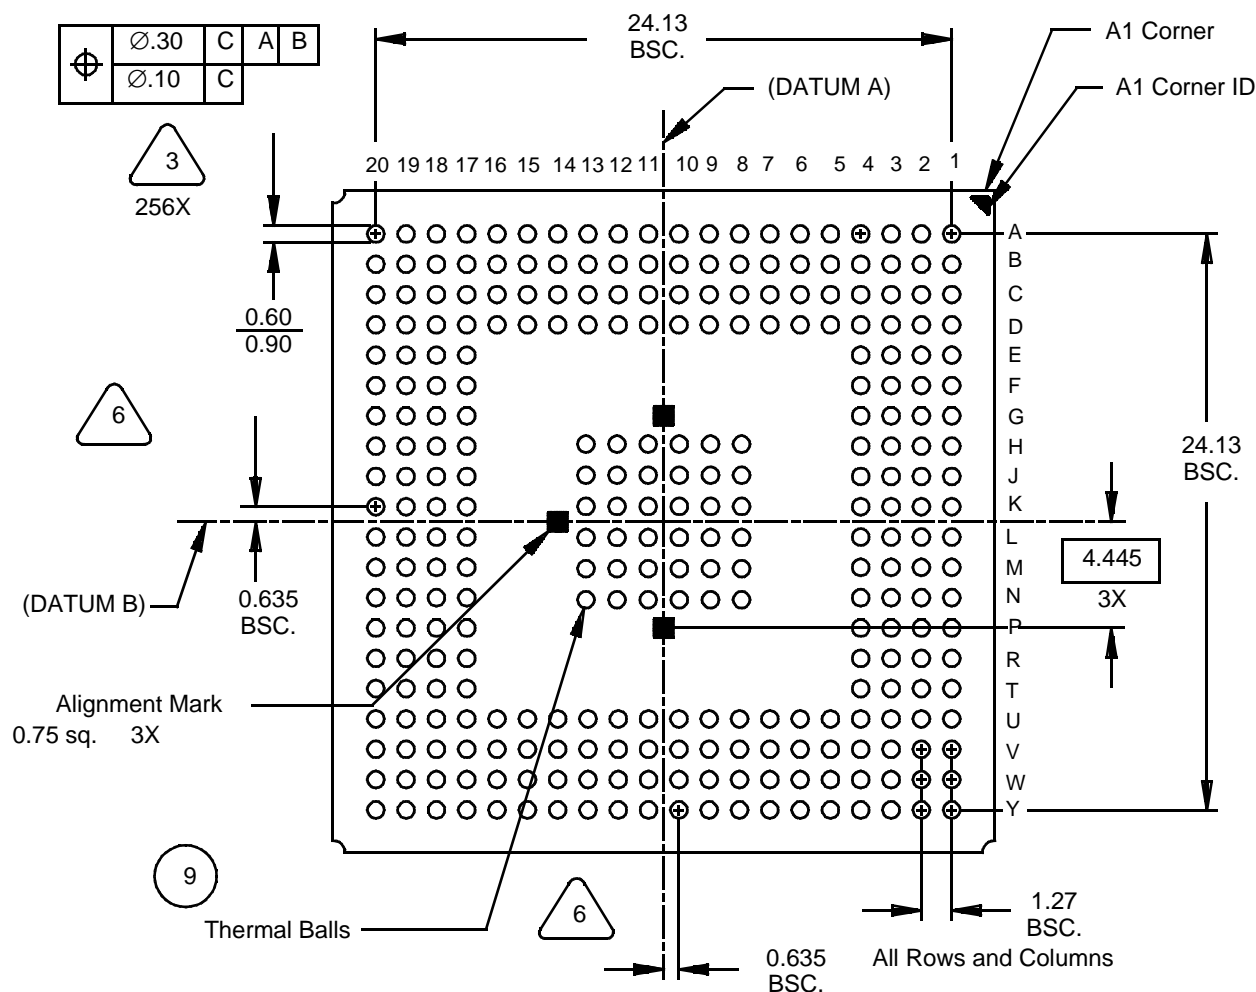 24.13
BSC.
A1 Corner
⌖ ∅.30 C A B
∅.10 C
(DATUM A)
A1 Corner ID
3
256X
20 19 18 17 16 15 14 13 12 11 10 9 8 7 6 5 4 3 2 1
A
B
C
D
E
F
G
H
J
K
L
M
N
P
R
T
U
V
W
Y
0.60
0.90
6
24.13
BSC.
4.445
3X
(DATUM B)
0.635
BSC.
Alignment Mark
0.75 sq. 3X
9
Thermal Balls
6
0.635
BSC.
1.27
BSC.
All Rows and Columns